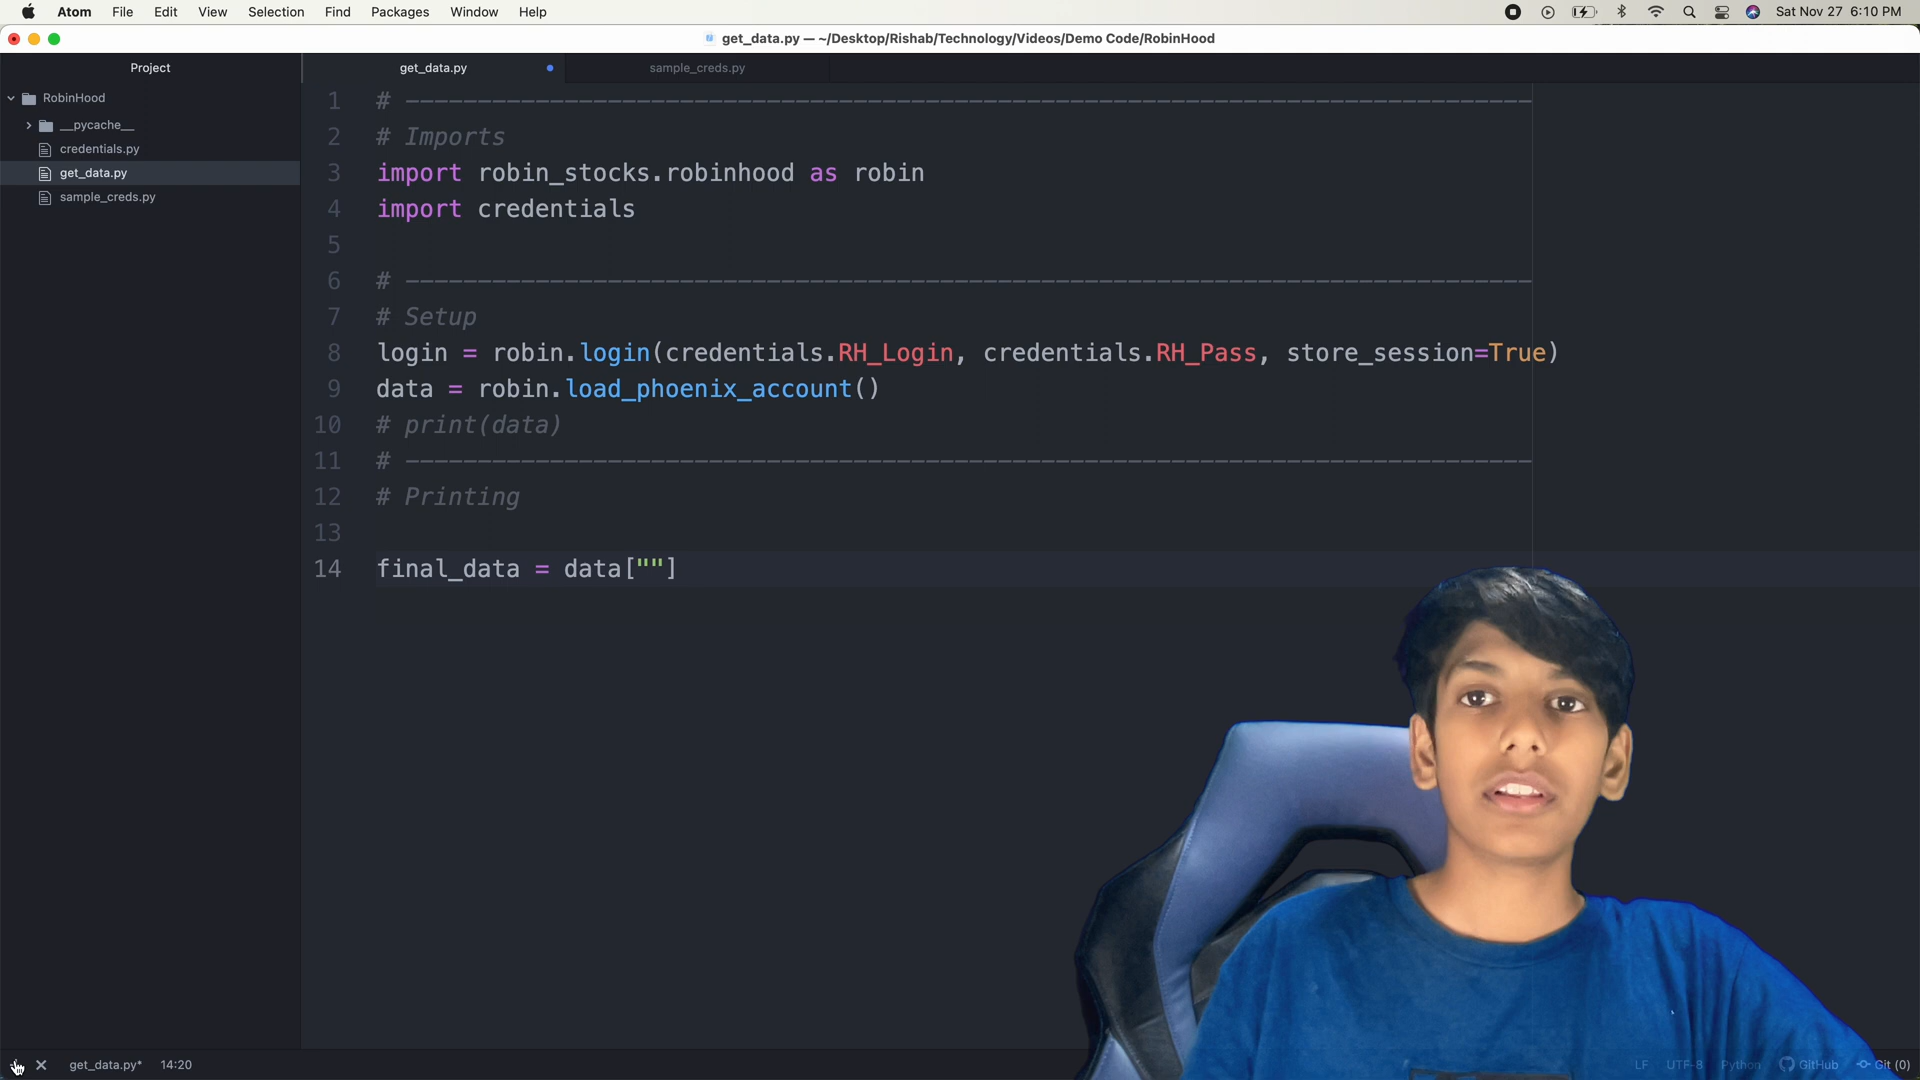 Atom File Edit View Selection Find Packages Window Help Sat Nov 27 6:10 PM
get_data.py — ~/Desktop/Rishab/Technology/Videos/Demo Code/RobinHood
Project
get_data.py
sample_creds.py
RobinHood
__pycache__
credentials.py
get_data.py
sample_creds.py
1 # ------------------------------------------------------------------------------
2 # Imports
3 import robin_stocks.robinhood as robin
4 import credentials
5
6 # ------------------------------------------------------------------------------
7 # Setup
8 login = robin.login(credentials.RH_Login, credentials.RH_Pass, store_session=True)
9 data = robin.load_phoenix_account()
10 # print(data)
11 # ------------------------------------------------------------------------------
12 # Printing
13
14 final_data = data[""]
get_data.py* 14:20
LF UTF-8 Python GitHub Git (0)